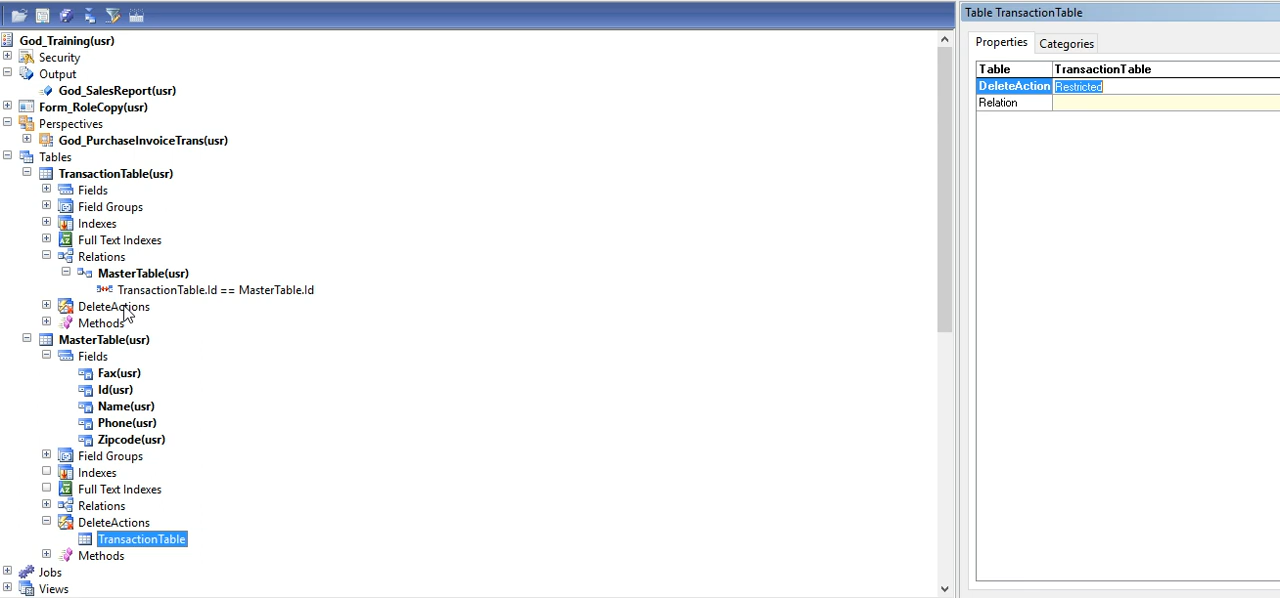 God_Training(usr)
Security
Output
God_SalesReport(usr)
Form_RoleCopy(usr)
Perspectives
God_PurchaseInvoiceTrans(usr)
Tables
TransactionTable(usr)
Fields
Field Groups
Indexes
Full Text Indexes
Relations
MasterTable(usr)
TransactionTable.Id == MasterTable.Id
DeleteActions
Methods
MasterTable(usr)
Fields
Fax(usr)
Id(usr)
Name(usr)
Phone(usr)
Zipcode(usr)
Field Groups
Indexes
Full Text Indexes
Relations
DeleteActions
TransactionTable
Methods
Jobs
Views
Table TransactionTable
Properties Categories
Table TransactionTable
DeleteAction Restricted
Relation